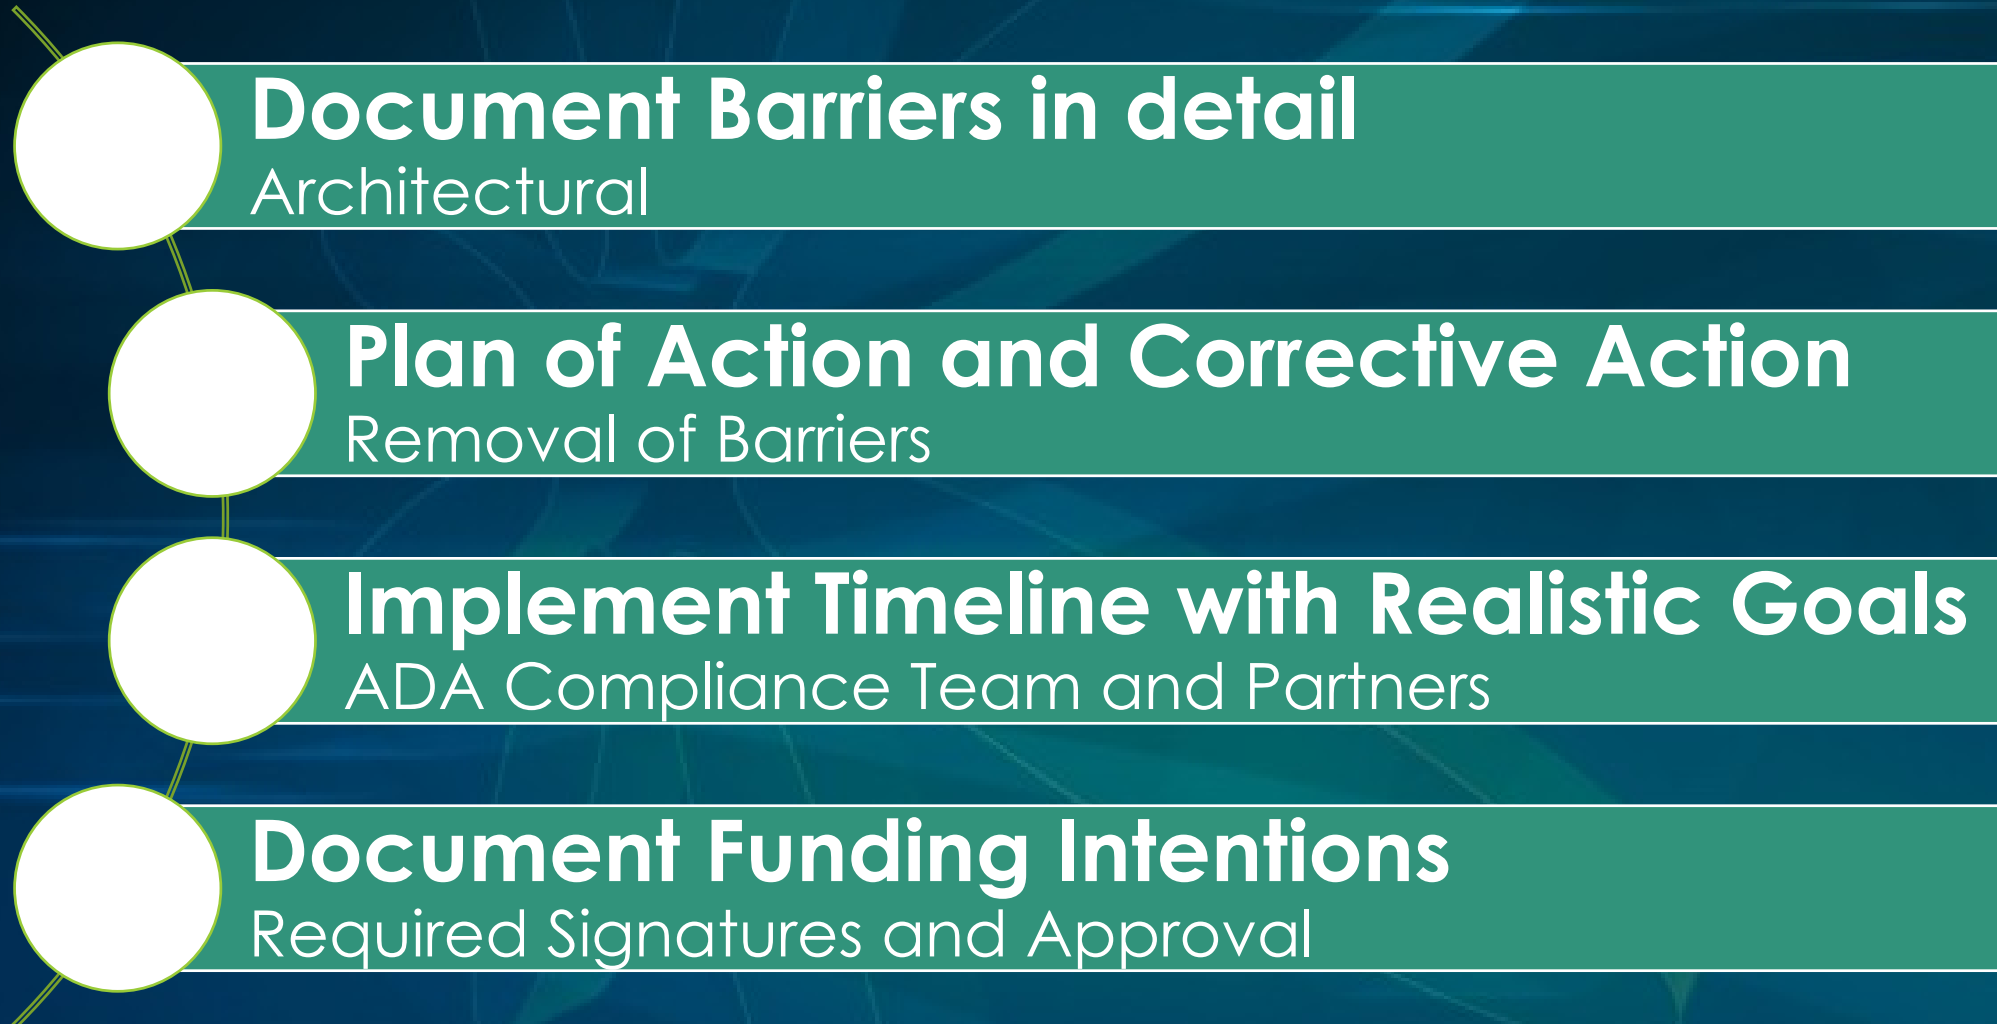 Document Barriers in detail
Architectural
Plan of Action and Corrective Action
Removal of Barriers
Implement Timeline with Realistic Goals
ADA Compliance Team and Partners
Document Funding Intentions
Required Signatures and Approval